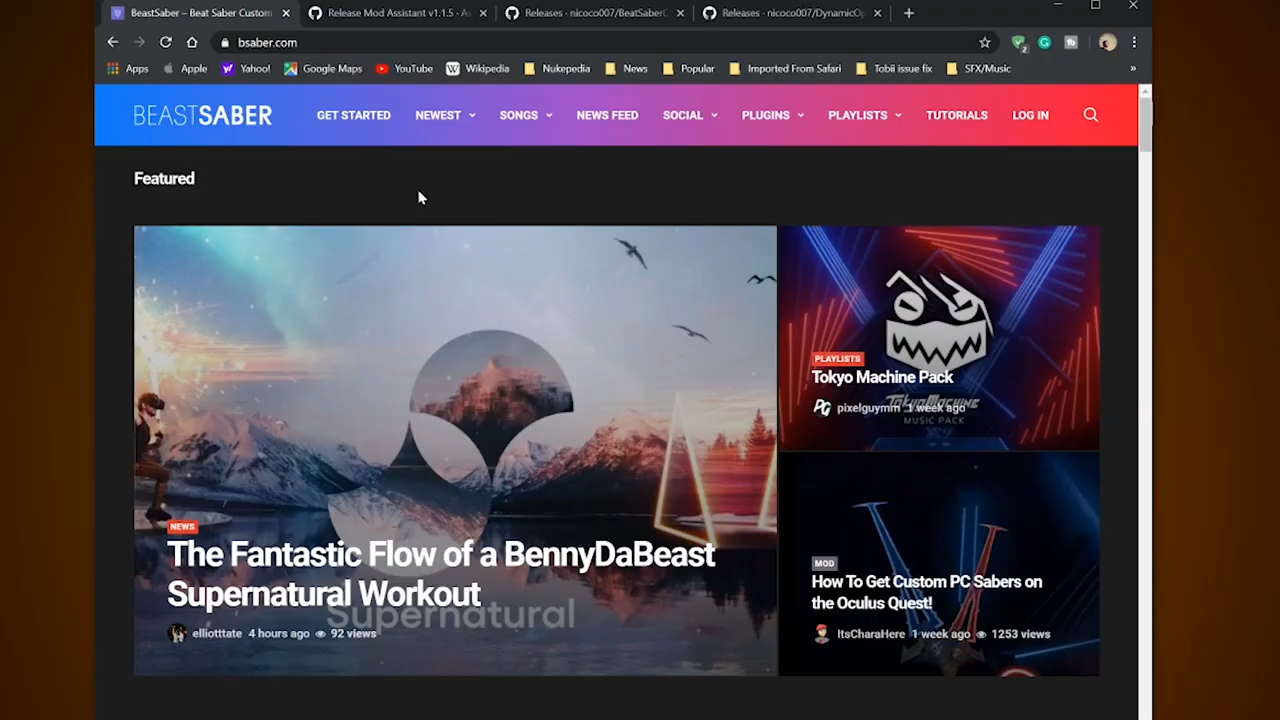 BeastSaber – Beat Saber Custom
Release Mod Assistant v1.1.5 · As
Releases · nicoco007/BeatSaberC
Releases · nicoco007/DynamicOp
bsaber.com
2
Apps
Apple
Yahoo!
Google Maps
YouTube
Wikipedia
Nukepedia
News
Popular
Imported From Safari
Tobii issue fix
SFX/Music
»
BEASTSABER
GET STARTED
NEWEST
SONGS
NEWS FEED
SOCIAL
PLUGINS
PLAYLISTS
TUTORIALS
LOG IN
Featured
NEWS
The Fantastic Flow of a BennyDaBeast
Supernatural Workout
Supernatural
elliotttate 4 hours ago 92 views
PLAYLISTS
Tokyo Machine Pack
pixelguymm 1 week ago
TOKYO MACHINE
MUSIC PACK
MOD
How To Get Custom PC Sabers on
the Oculus Quest!
ItsCharaHere 1 week ago 1253 views